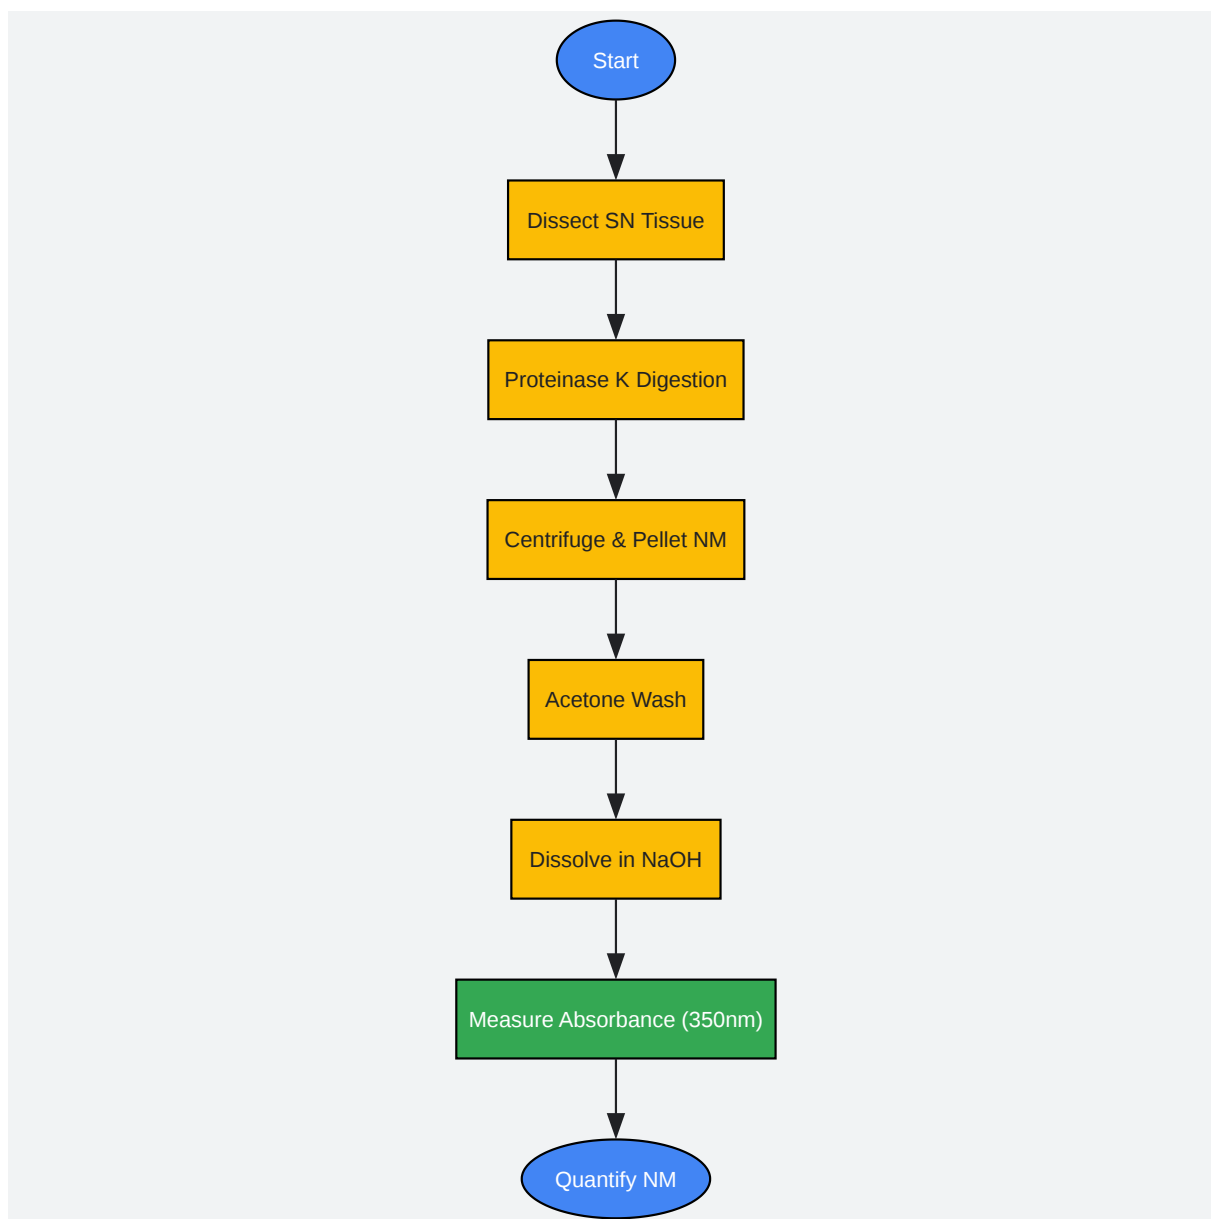 Start
Dissect SN Tissue
Proteinase K Digestion
Centrifuge & Pellet NM
Acetone Wash
Dissolve in NaOH
Measure Absorbance (350nm)
Quantify NM